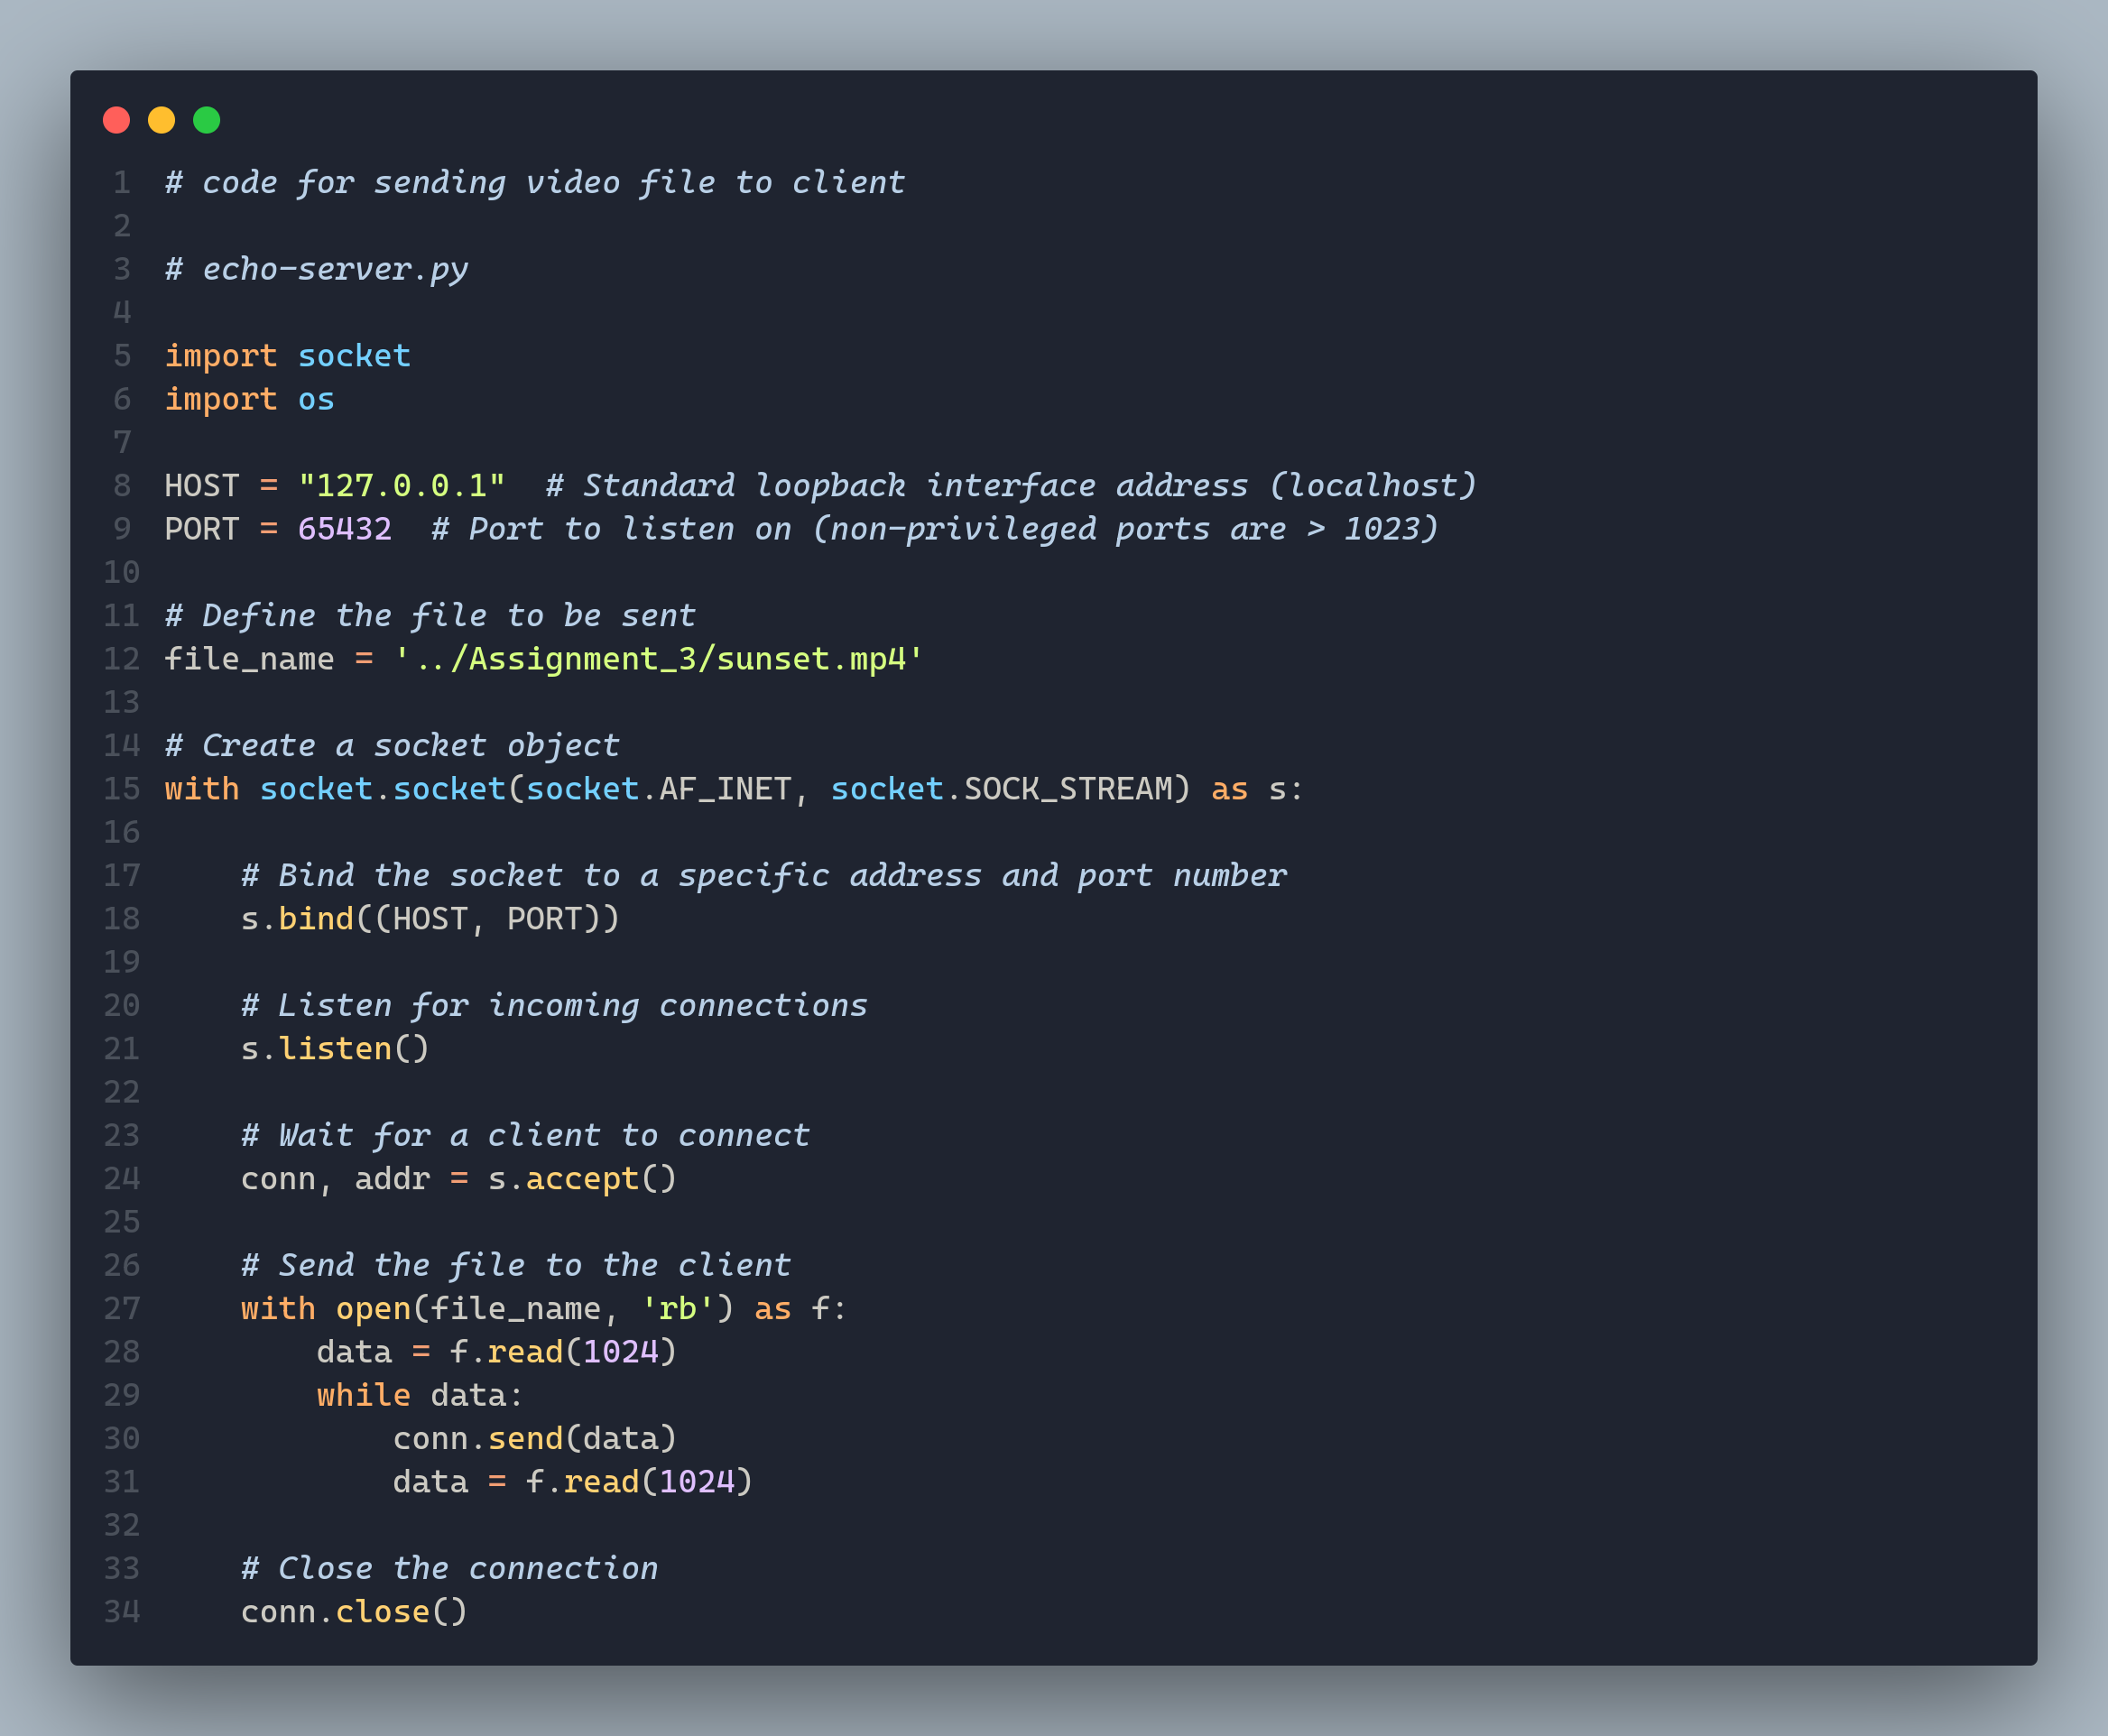 1 # code for sending video file to client
2
3 # echo-server.py
4
5 import socket
6 import os
7
8 HOST = "127.0.0.1"  # Standard loopback interface address (localhost)
9 PORT = 65432  # Port to listen on (non-privileged ports are > 1023)
10
11 # Define the file to be sent
12 file_name = '../Assignment_3/sunset.mp4'
13
14 # Create a socket object
15 with socket.socket(socket.AF_INET, socket.SOCK_STREAM) as s:
16
17     # Bind the socket to a specific address and port number
18     s.bind((HOST, PORT))
19
20     # Listen for incoming connections
21     s.listen()
22
23     # Wait for a client to connect
24     conn, addr = s.accept()
25
26     # Send the file to the client
27     with open(file_name, 'rb') as f:
28         data = f.read(1024)
29         while data:
30             conn.send(data)
31             data = f.read(1024)
32
33     # Close the connection
34     conn.close()